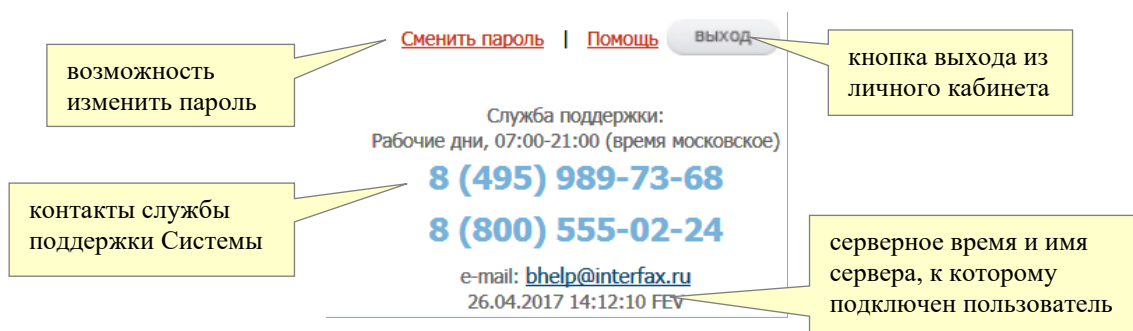 Сменить пароль | Помощь выход
возможность
изменить пароль
кнопка выхода из
личного кабинета
Служба поддержки:
Рабочие дни, 07:00-21:00 (время московское)
8 (495) 989-73-68
8 (800) 555-02-24
контакты службы
поддержки Системы
e-mail: bhelp@interfax.ru
26.04.2017 14:12:10 FEV
серверное время и имя
сервера, к которому
подключен пользователь